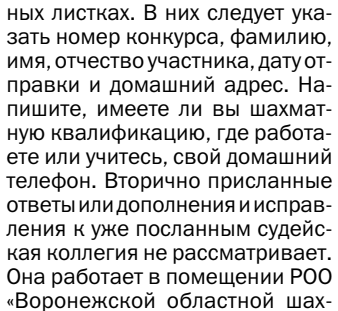 ных листках. В них следует ука-
зать номер конкурса, фамилию,
имя, отчество участника, дату от-
правки и домашний адрес. На-
пишите, имеете ли вы шахмат-
ную квалификацию, где работа-
ете или учитесь, свой домашний
телефон. Вторично присланные
ответы или дополнения и исправ-
ления к уже посланным судейс-
кая коллегия не рассматривает.
Она работает в помещении РОО
«Воронежской областной шах-